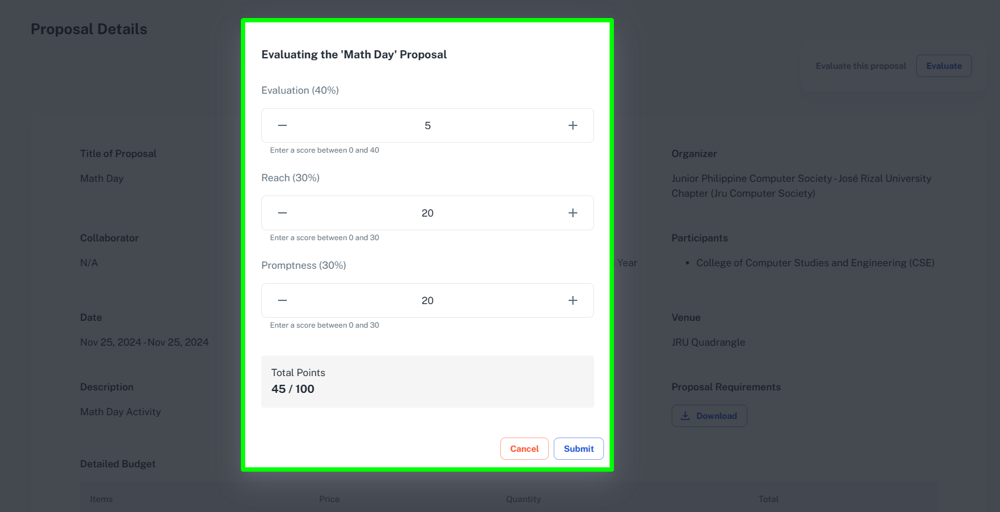 Proposal Details
Evaluate this proposal
Evaluate
Evaluating the 'Math Day' Proposal
Evaluation (40%)
5
Enter a score between 0 and 40
Reach (30%)
20
Enter a score between 0 and 30
Promptness (30%)
20
Enter a score between 0 and 30
Total Points
45 / 100
Cancel
Submit
Title of Proposal
Math Day
Organizer
Junior Philippine Computer Society - José Rizal University
Chapter (Jru Computer Society)
Collaborator
N/A
Year
Participants
• College of Computer Studies and Engineering (CSE)
Date
Nov 25, 2024 - Nov 25, 2024
Venue
JRU Quadrangle
Description
Math Day Activity
Proposal Requirements
Download
Detailed Budget
Items Price Quantity Total